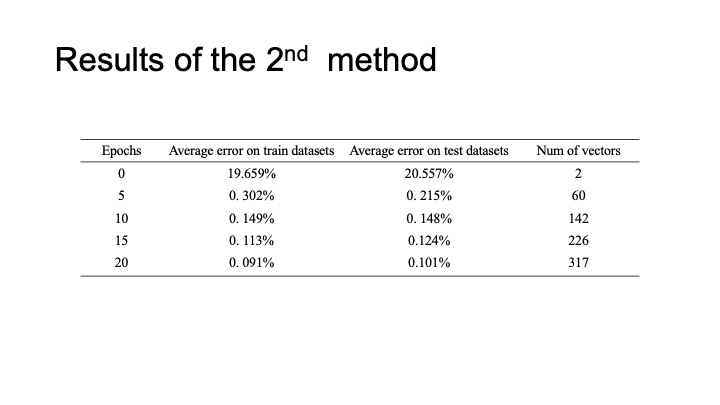 Results of the 2nd method
Epochs Average error on train datasets Average error on test datasets Num of vectors
0 19.659% 20.557% 2
5 0. 302% 0. 215% 60
10 0. 149% 0. 148% 142
15 0. 113% 0.124% 226
20 0. 091% 0.101% 317